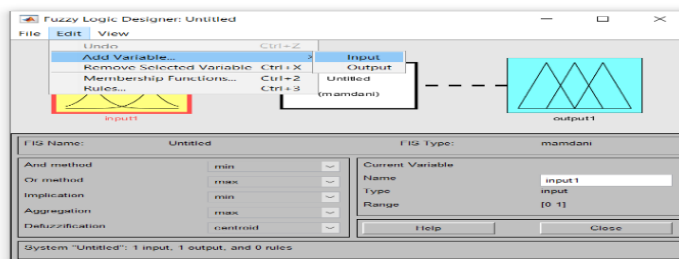 Fuzzy Logic Designer: Untitled
File Edit View
Undo Ctrl+Z
Add Variable... > Input
Remove Selected Variable Ctrl+X Output
Membership Functions... Ctrl+2 Untitled
Rules... Ctrl+3
(mamdani)
input1 output1
FIS Name: Untitled FIS Type: mamdani
And method min Current Variable
Or method max Name input1
Implication min Type input
Aggregation max Range [0 1]
Defuzzification centroid Help Close
System "Untitled": 1 input, 1 output, and 0 rules